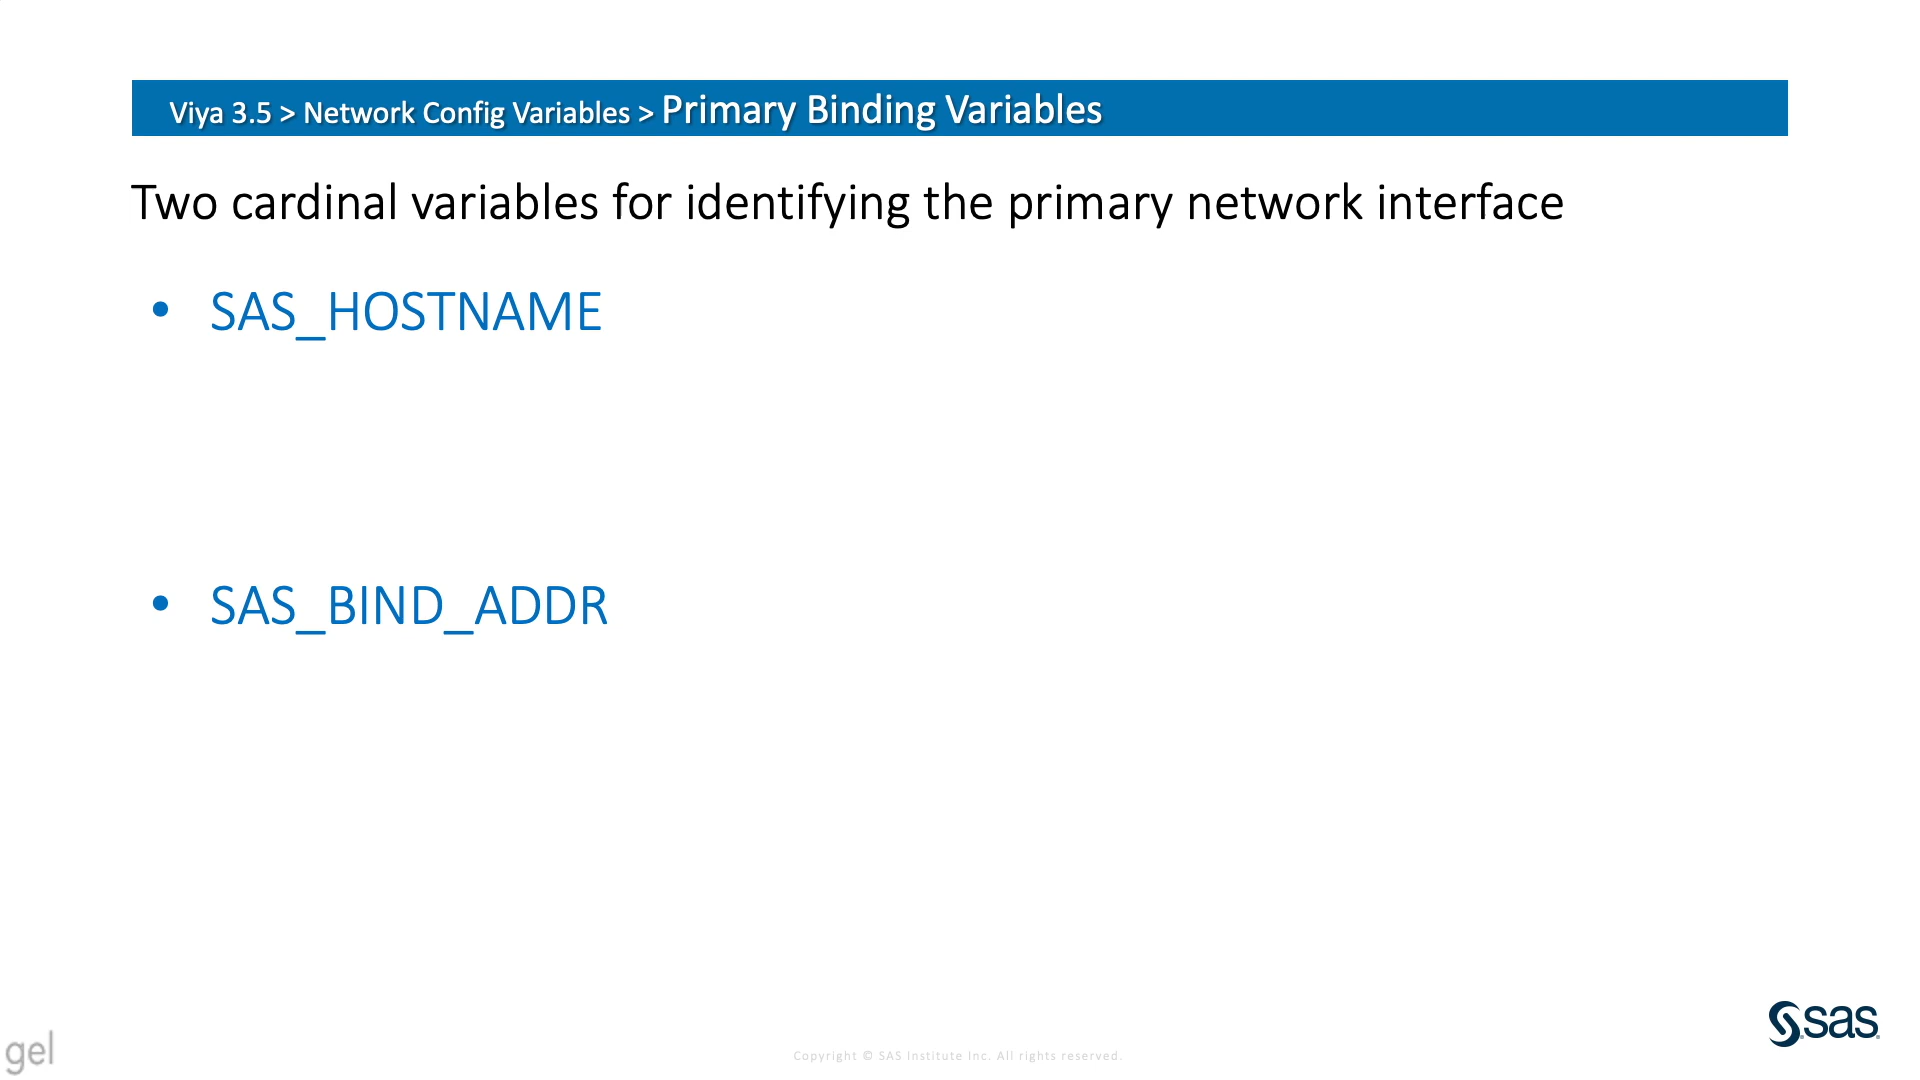 Viya 3.5 > Network Config Variables > Primary Binding Variables
Two cardinal variables for identifying the primary network interface
• SAS_HOSTNAME
• SAS_BIND_ADDR
sas
gel
Copyright © SAS Institute Inc. All rights reserved.